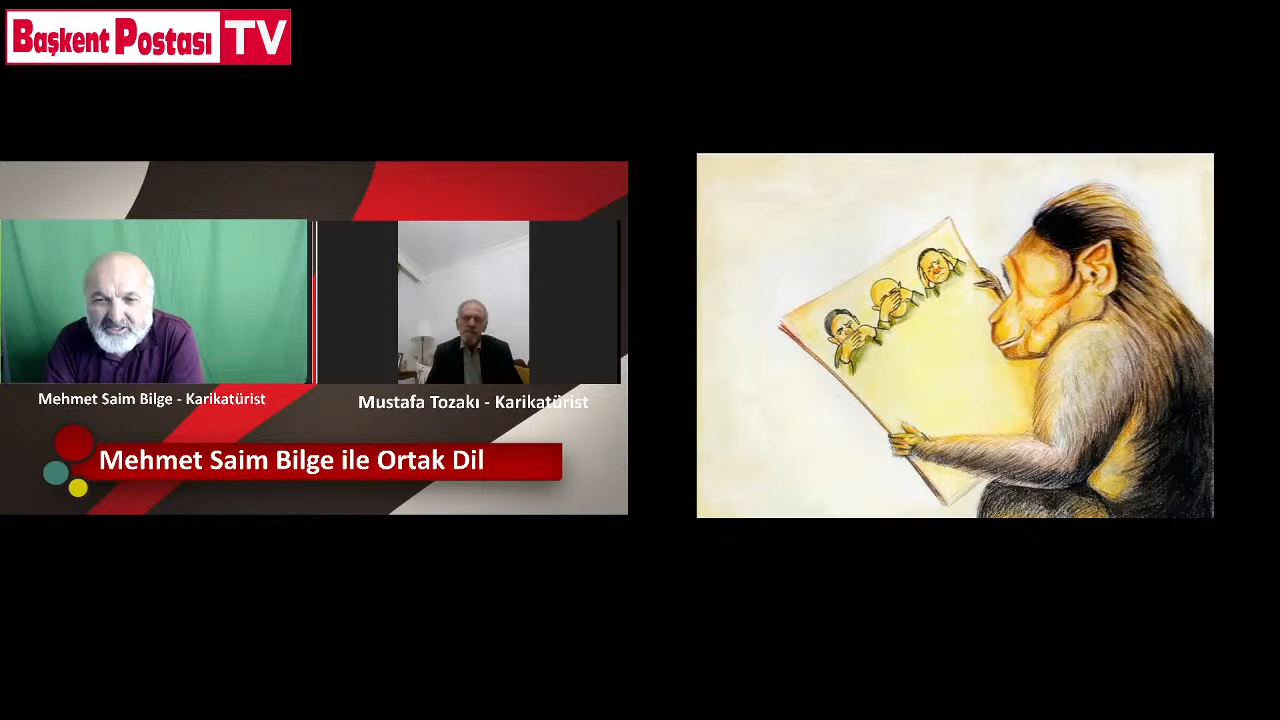 Başkent Postası TV
Mehmet Saim Bilge - Karikatürist
Mustafa Tozakı - Karikatürist
Mehmet Saim Bilge ile Ortak Dil